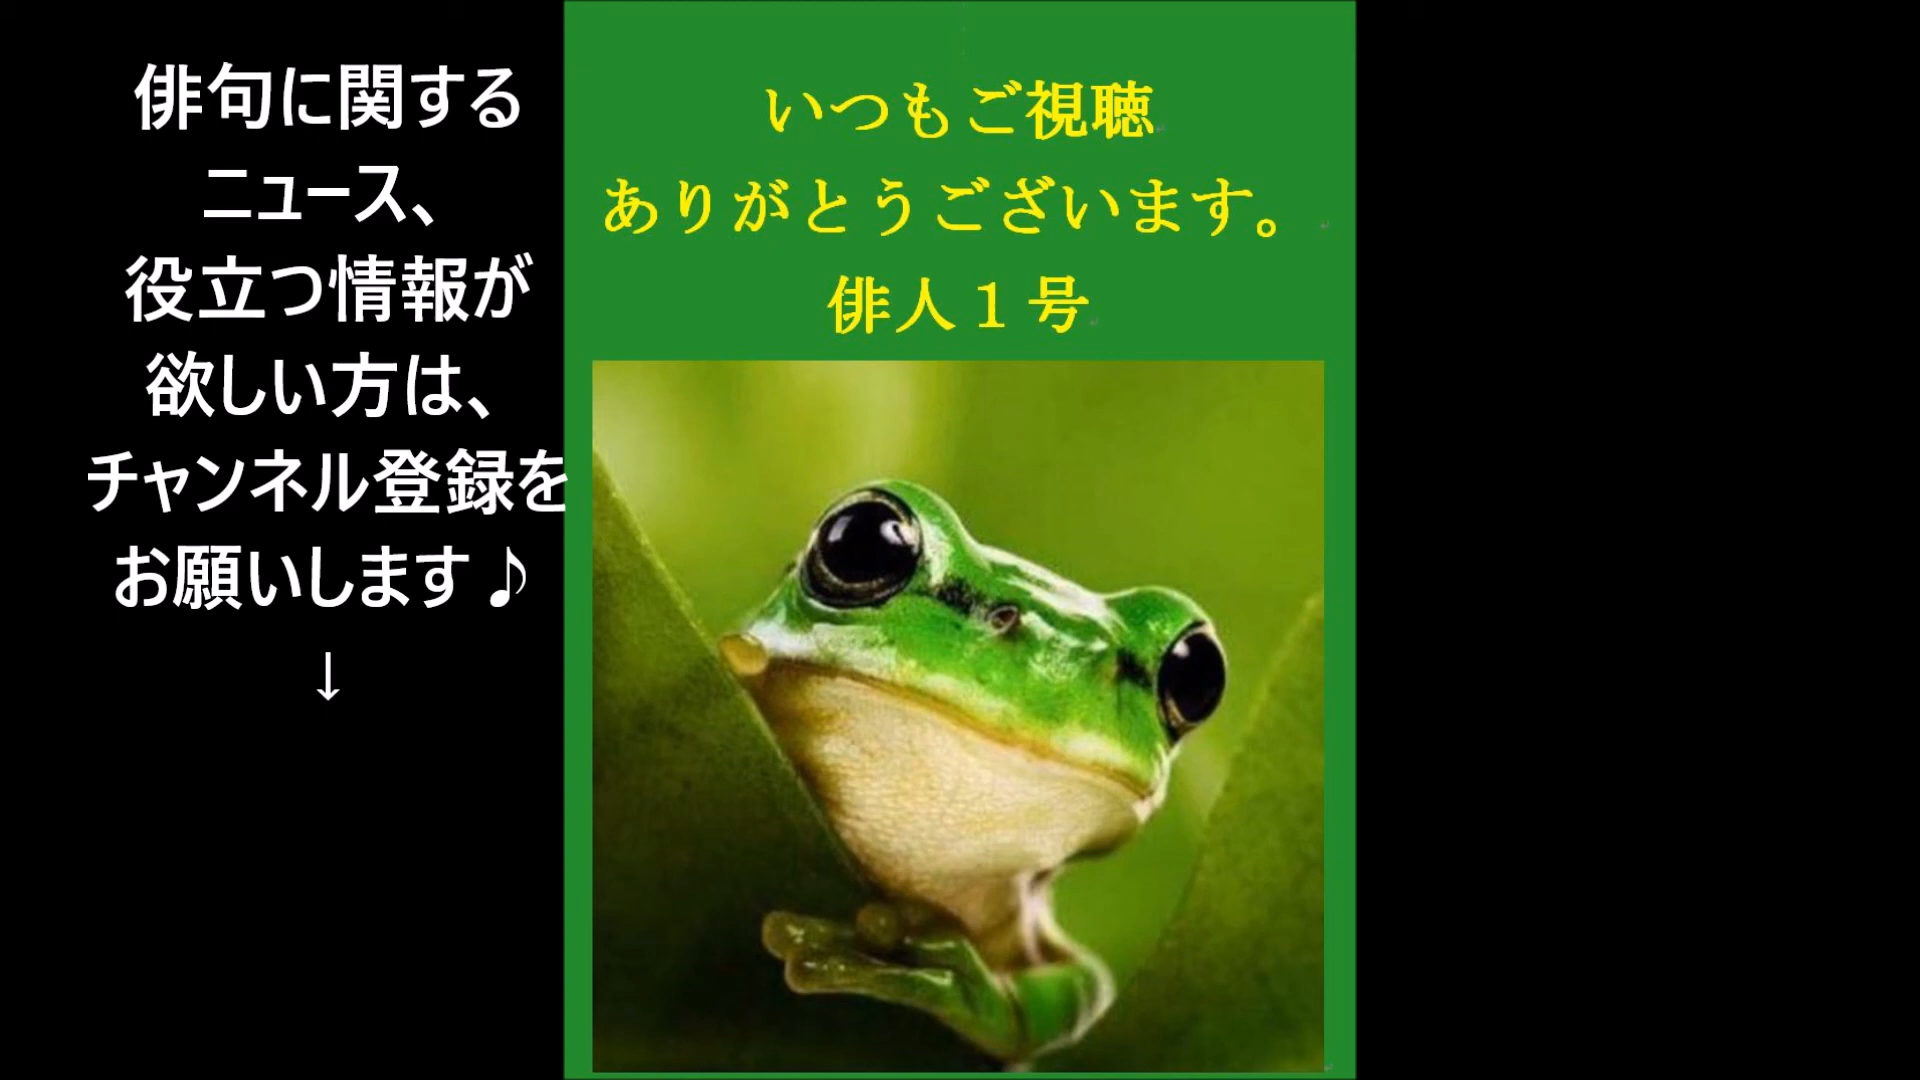 俳句に関する
ニュース、
役立つ情報が
欲しい方は、
チャンネル登録を
お願いします♪
↓
いつもご視聴
ありがとうございます。
俳人１号